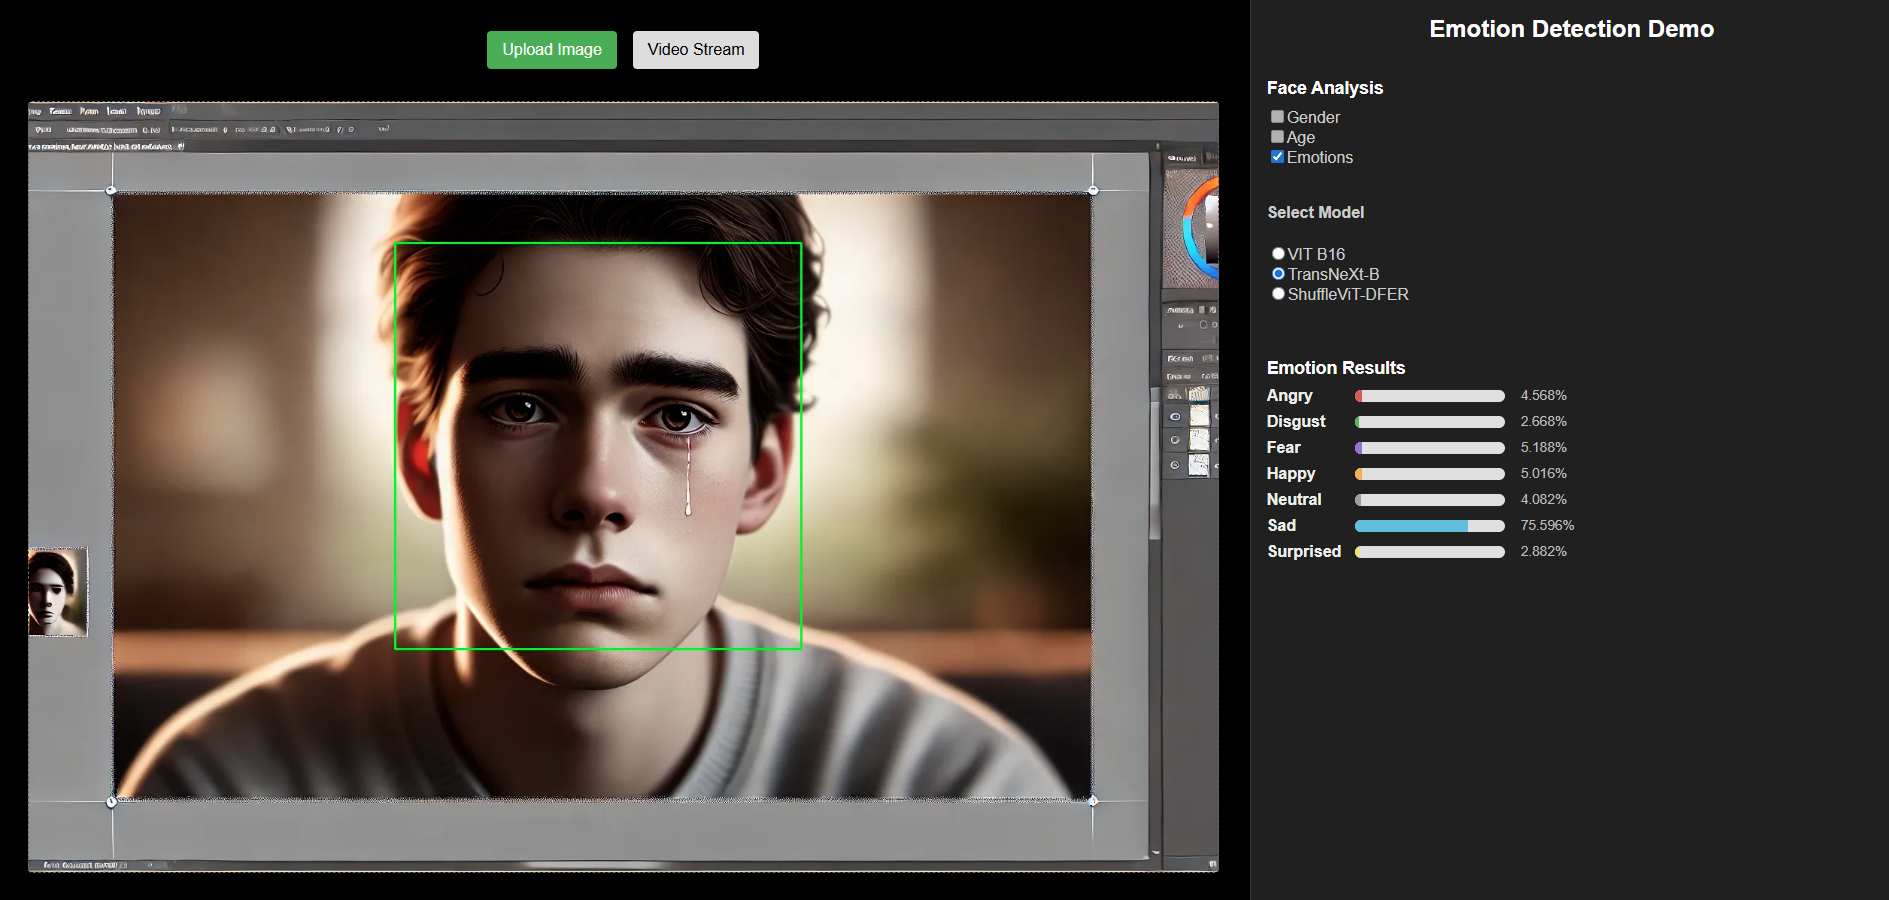 Upload Image
Video Stream
Emotion Detection Demo
Face Analysis
Gender
Age
Emotions
Select Model
VIT B16
TransNeXt-B
ShuffleViT-DFER
Emotion Results
Angry 4.568%
Disgust 2.668%
Fear 5.188%
Happy 5.016%
Neutral 4.082%
Sad 75.596%
Surprised 2.882%